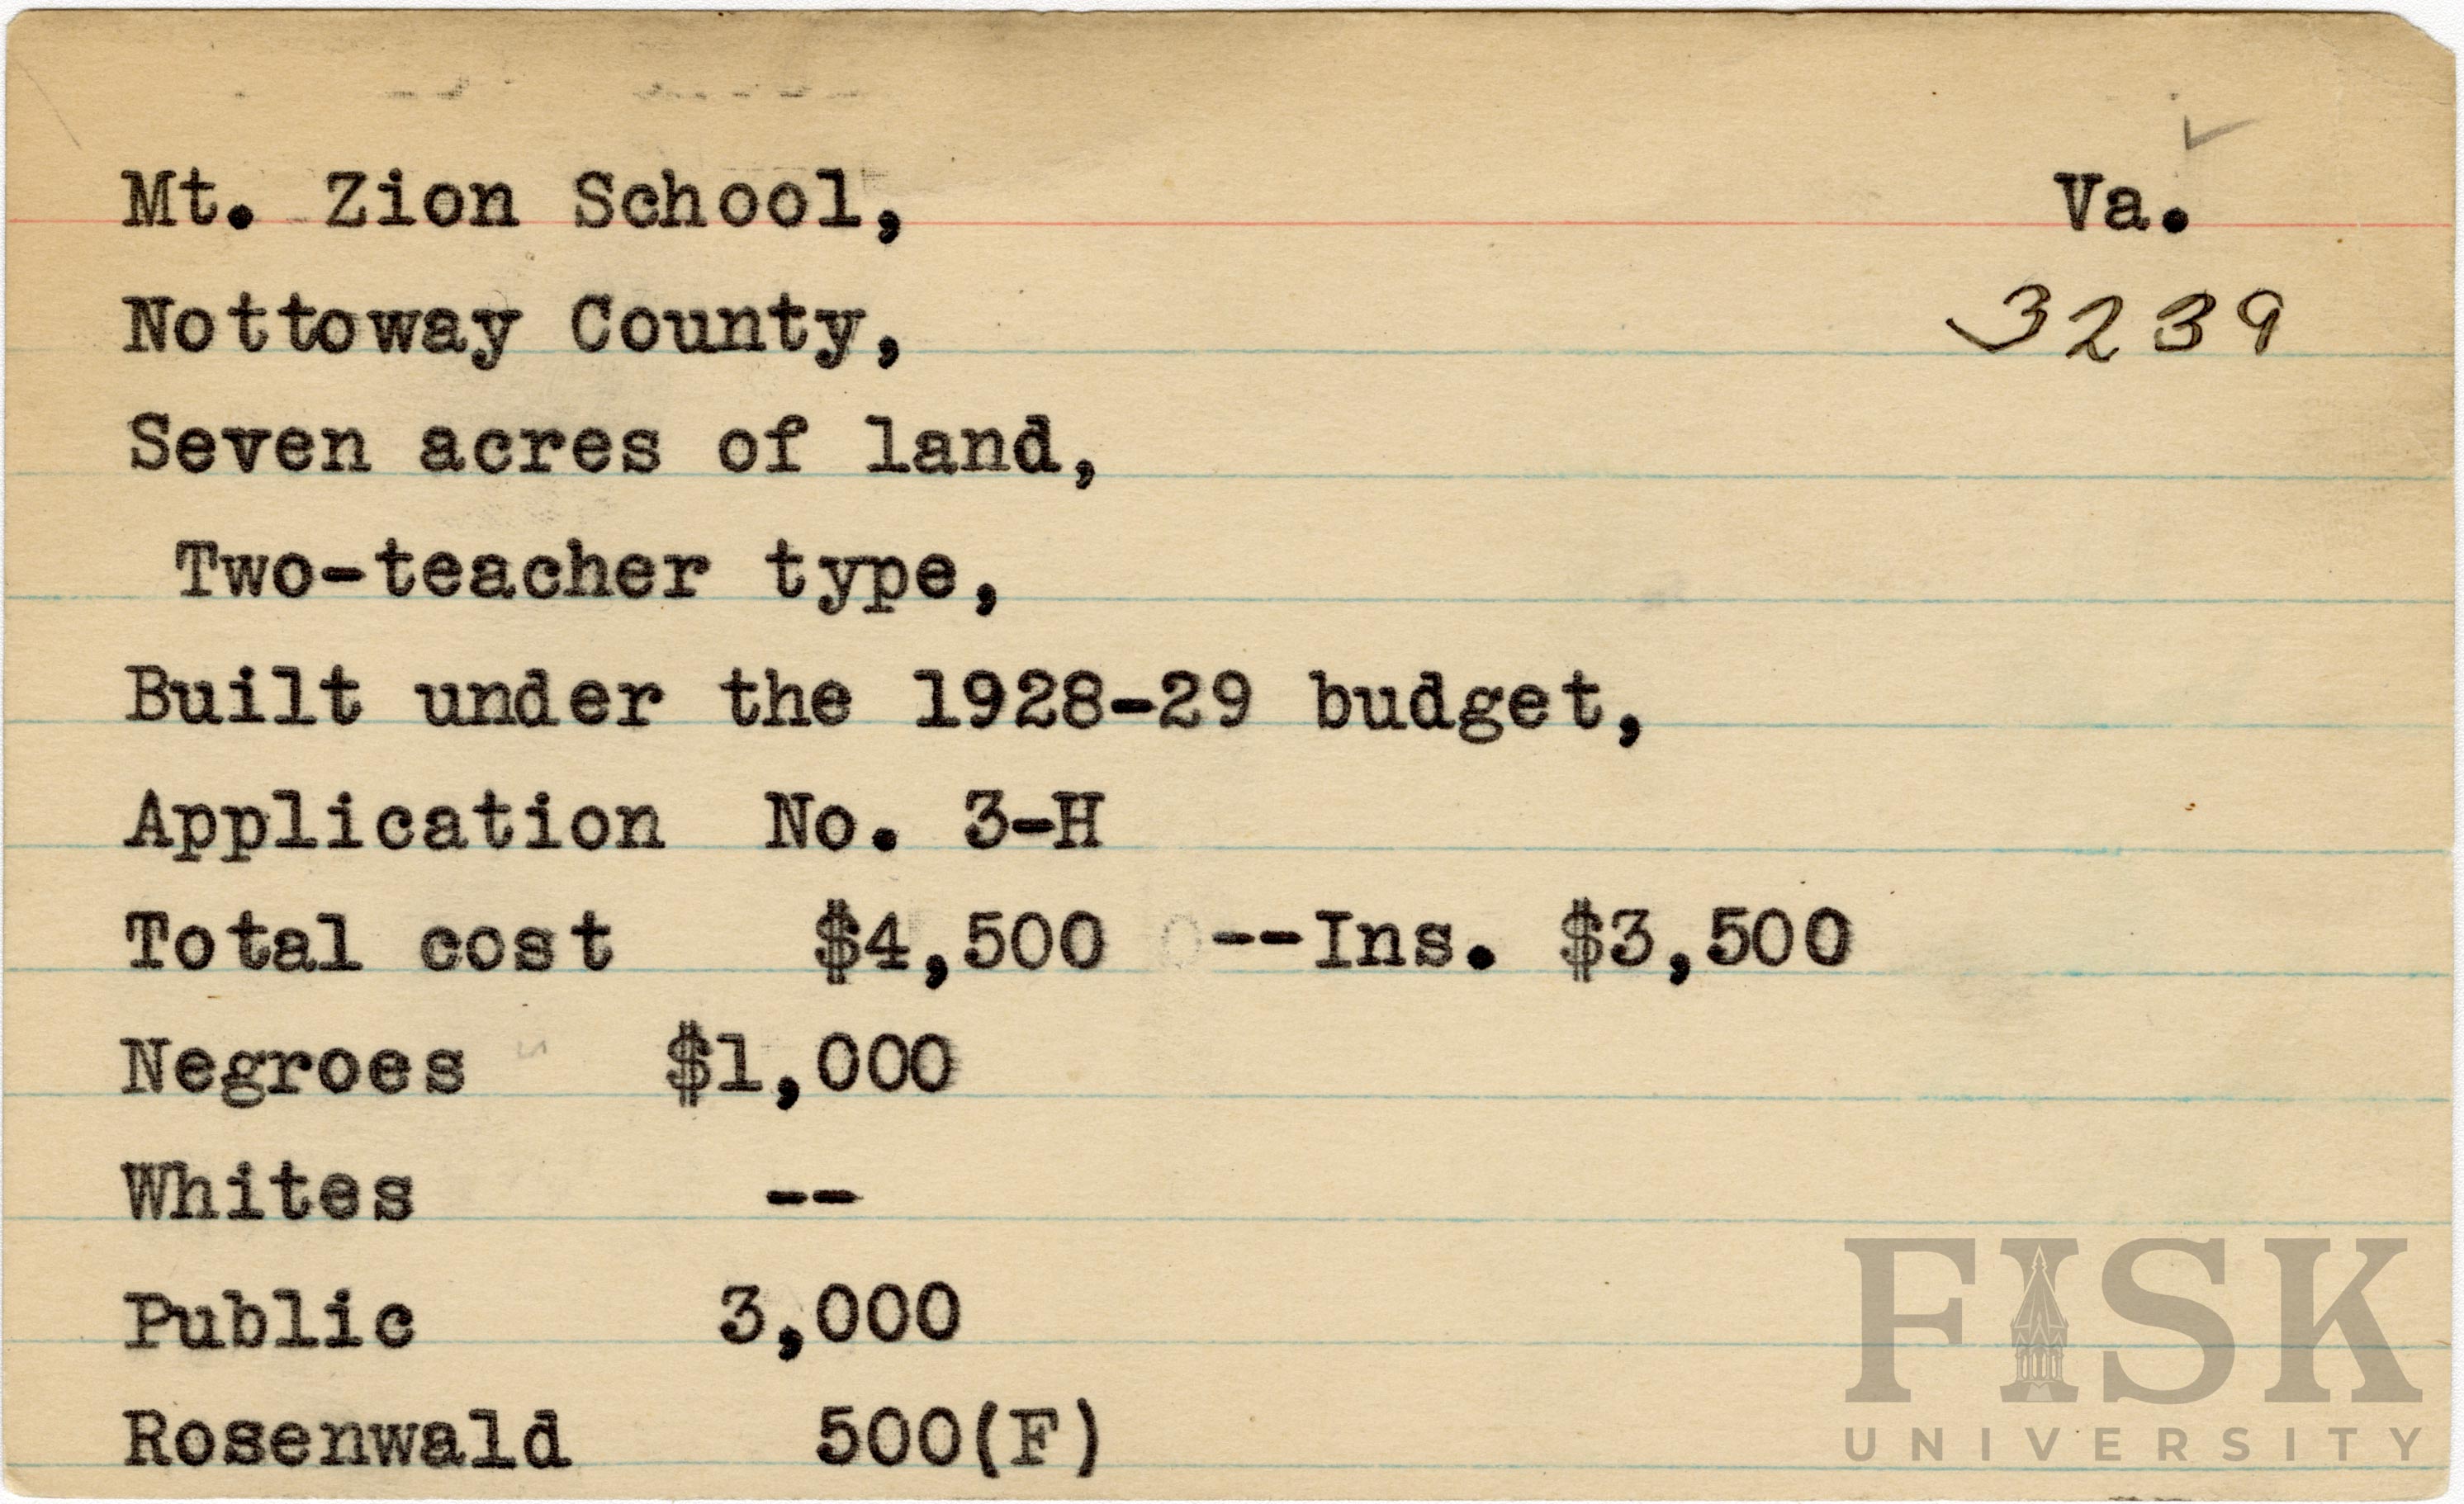 Mt. Zion School, Va.
Nottoway County, 3239
Seven acres of land,
Two-teacher type,
Built under the 1928-29 budget,
Application No. 3-H
Total cost $4,500 --Ins. $3,500
Negroes $1,000
Whites --
Public 3,000
Rosenwald 500(F)
FISK
UNIVERSITY